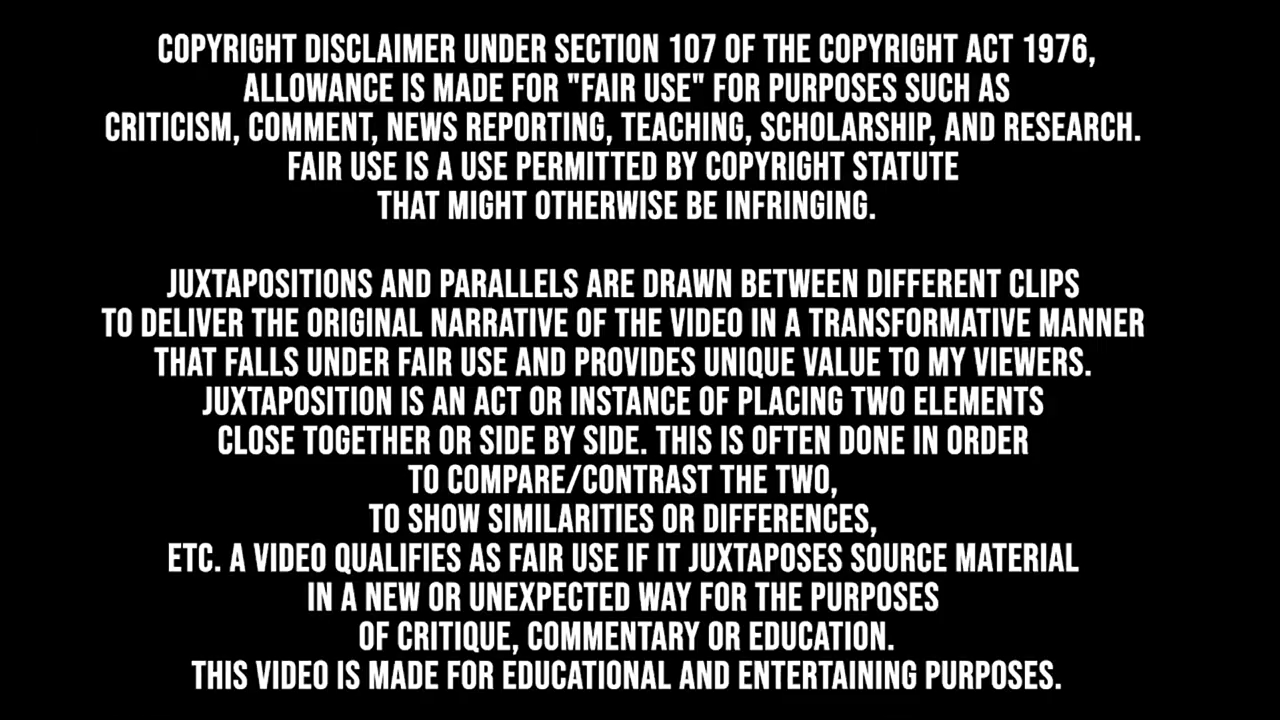 COPYRIGHT DISCLAIMER UNDER SECTION 107 OF THE COPYRIGHT ACT 1976,
ALLOWANCE IS MADE FOR "FAIR USE" FOR PURPOSES SUCH AS
CRITICISM, COMMENT, NEWS REPORTING, TEACHING, SCHOLARSHIP, AND RESEARCH.
FAIR USE IS A USE PERMITTED BY COPYRIGHT STATUTE
THAT MIGHT OTHERWISE BE INFRINGING.
JUXTAPOSITIONS AND PARALLELS ARE DRAWN BETWEEN DIFFERENT CLIPS
TO DELIVER THE ORIGINAL NARRATIVE OF THE VIDEO IN A TRANSFORMATIVE MANNER
THAT FALLS UNDER FAIR USE AND PROVIDES UNIQUE VALUE TO MY VIEWERS.
JUXTAPOSITION IS AN ACT OR INSTANCE OF PLACING TWO ELEMENTS
CLOSE TOGETHER OR SIDE BY SIDE. THIS IS OFTEN DONE IN ORDER
TO COMPARE/CONTRAST THE TWO,
TO SHOW SIMILARITIES OR DIFFERENCES,
ETC. A VIDEO QUALIFIES AS FAIR USE IF IT JUXTAPOSES SOURCE MATERIAL
IN A NEW OR UNEXPECTED WAY FOR THE PURPOSES
OF CRITIQUE, COMMENTARY OR EDUCATION.
THIS VIDEO IS MADE FOR EDUCATIONAL AND ENTERTAINING PURPOSES.